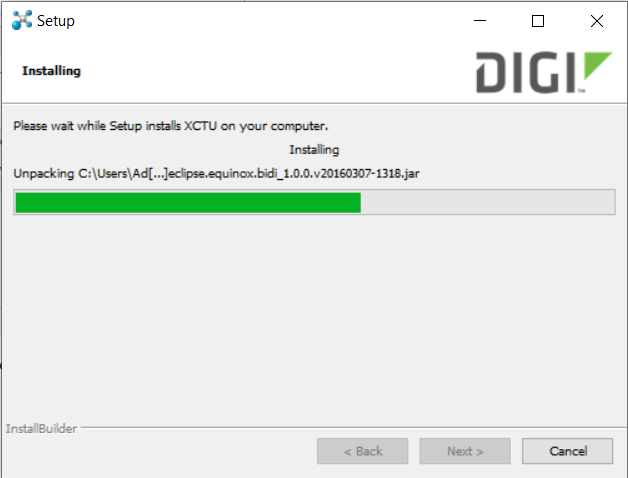 Setup
Installing
DIGI™
Please wait while Setup installs XCTU on your computer.
Installing
Unpacking C:\Users\Ad[...]eclipse.equinox.bidi_1.0.0.v20160307-1318.jar
InstallBuilder
< Back
Next >
Cancel